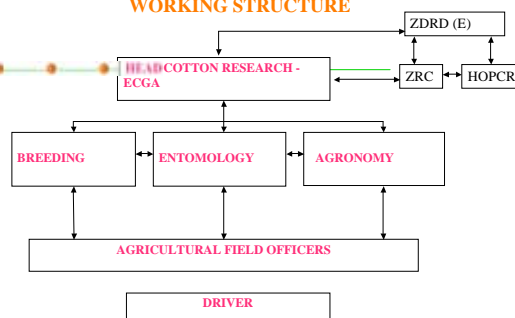 WORKING STRUCTURE
ZDRD (E)
HEAD COTTON RESEARCH -
ECGA
ZRC
HOPCR
BREEDING
ENTOMOLOGY
AGRONOMY
AGRICULTURAL FIELD OFFICERS
DRIVER